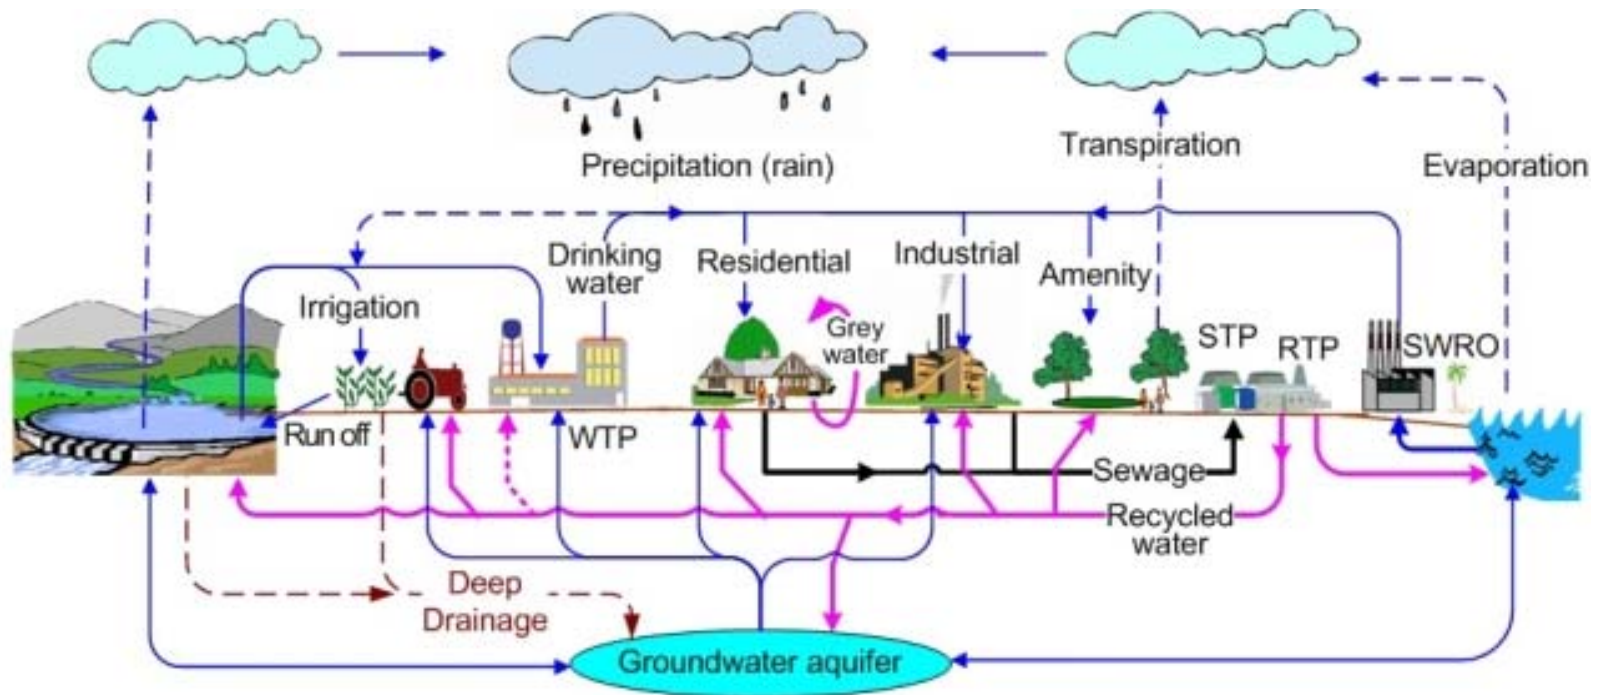 Precipitation (rain)
Transpiration
Evaporation
Drinking
water
Residential
Industrial
Amenity
Irrigation
Grey
water
STP
RTP
SWRO
Run off
WTP
Sewage
Recycled
water
Deep
Drainage
Groundwater aquifer